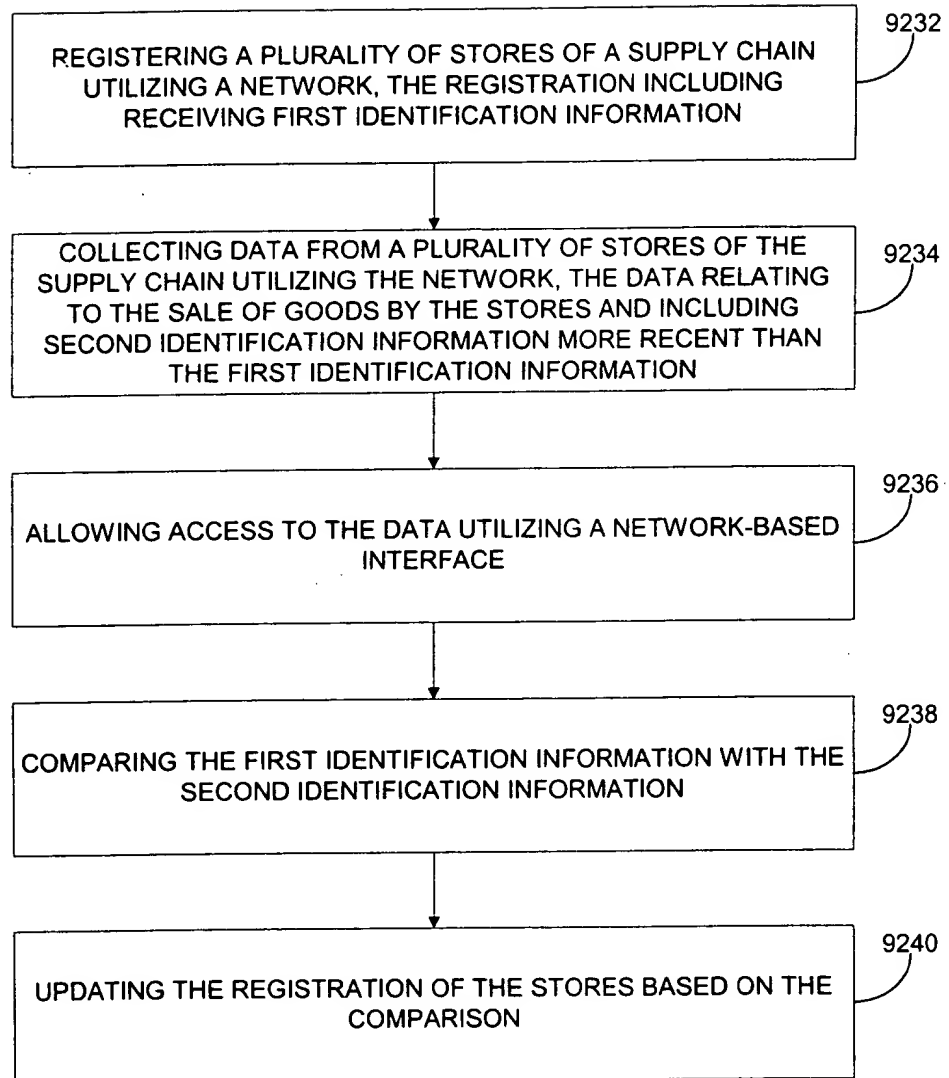 9232
REGISTERING A PLURALITY OF STORES OF A SUPPLY CHAIN
UTILIZING A NETWORK, THE REGISTRATION INCLUDING
RECEIVING FIRST IDENTIFICATION INFORMATION
9234
COLLECTING DATA FROM A PLURALITY OF STORES OF THE
SUPPLY CHAIN UTILIZING THE NETWORK, THE DATA RELATING
TO THE SALE OF GOODS BY THE STORES AND INCLUDING
SECOND IDENTIFICATION INFORMATION MORE RECENT THAN
THE FIRST IDENTIFICATION INFORMATION
9236
ALLOWING ACCESS TO THE DATA UTILIZING A NETWORK-BASED
INTERFACE
9238
COMPARING THE FIRST IDENTIFICATION INFORMATION WITH THE
SECOND IDENTIFICATION INFORMATION
9240
UPDATING THE REGISTRATION OF THE STORES BASED ON THE
COMPARISON